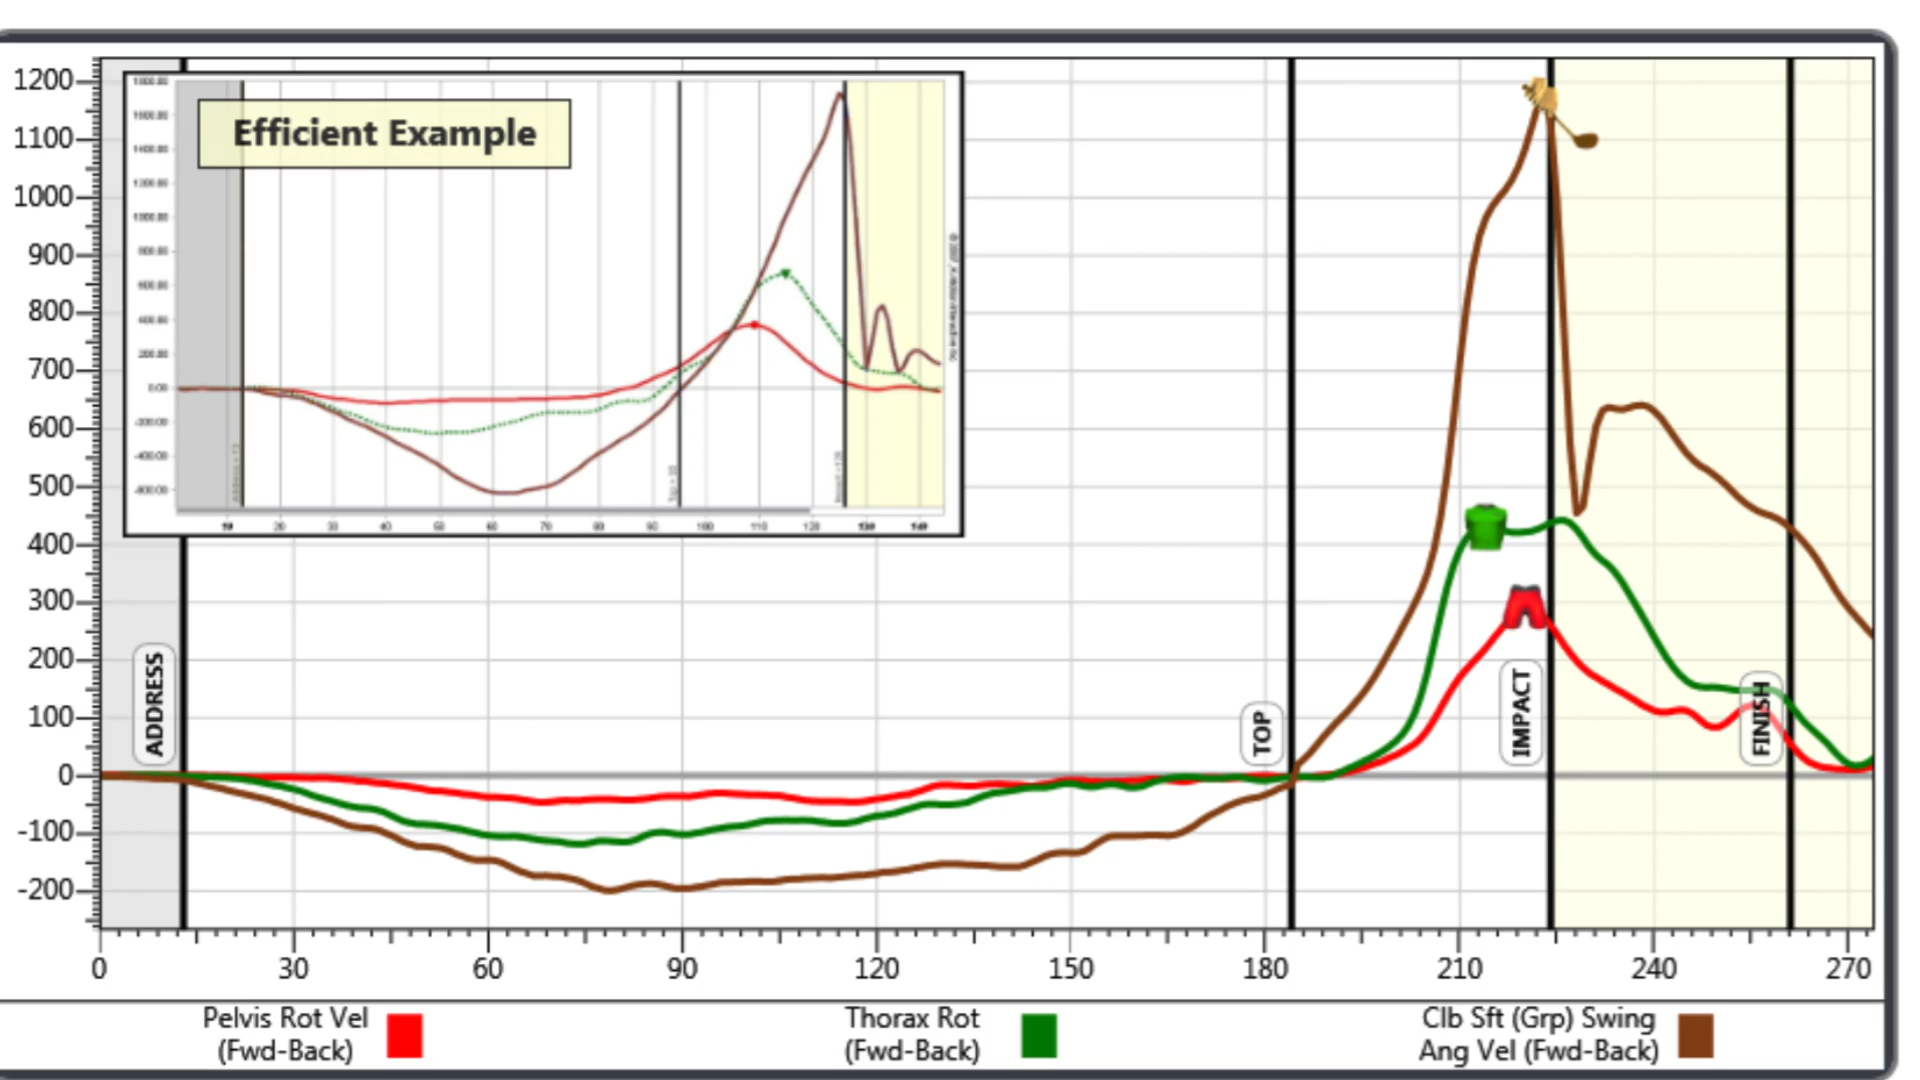 1200
1100
1000
900
800
700
600
500
400
300
200
100
0
-100
-200
Efficient Example
ADDRESS
TOP
IMPACT
FINISH
0 30 60 90 120 150 180 210 240 270
Pelvis Rot Vel
(Fwd-Back)
Thorax Rot
(Fwd-Back)
Clb Sft (Grp) Swing
Ang Vel (Fwd-Back)